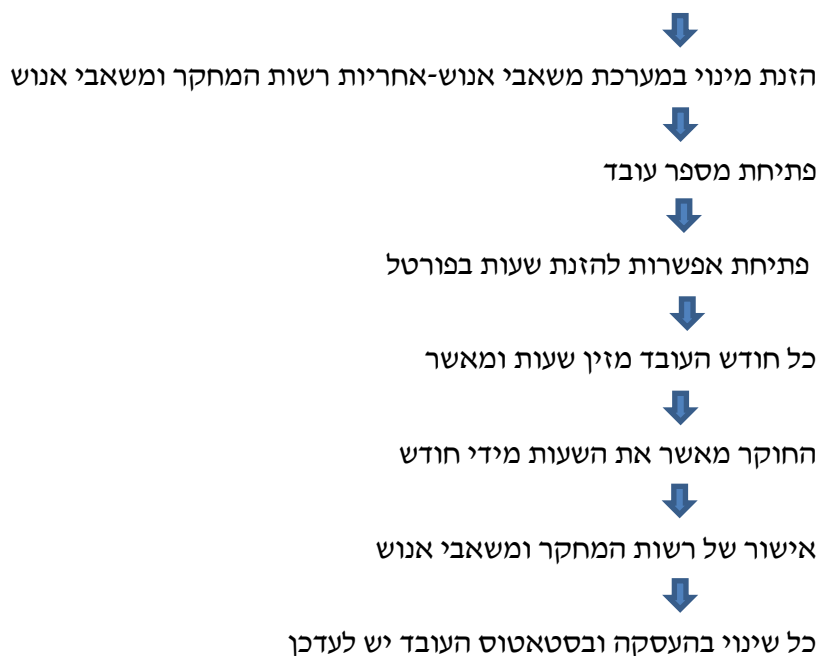 הזנת מינוי במערכת משאבי אנוש-אחריות רשות המחקר ומשאבי אנוש
פתיחת מספר עובד
פתיחת אפשרות להזנת שעות בפורטל
כל חודש העובד מזין שעות ומאשר
החוקר מאשר את השעות מידי חודש
אישור של רשות המחקר ומשאבי אנוש
כל שינוי בהעסקה ובסטאטוס העובד יש לעדכן